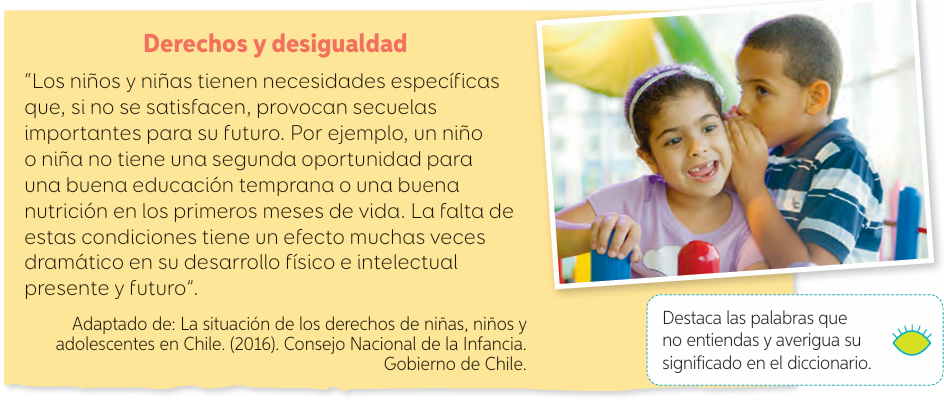 Derechos y desigualdad
“Los niños y niñas tienen necesidades específicas
que, si no se satisfacen, provocan secuelas
importantes para su futuro. Por ejemplo, un niño
o niña no tiene una segunda oportunidad para
una buena educación temprana o una buena
nutrición en los primeros meses de vida. La falta de
estas condiciones tiene un efecto muchas veces
dramático en su desarrollo físico e intelectual
presente y futuro”.
Adaptado de: La situación de los derechos de niñas, niños y
adolescentes en Chile. (2016). Consejo Nacional de la Infancia.
Gobierno de Chile.
Destaca las palabras que
no entiendas y averigua su
significado en el diccionario.